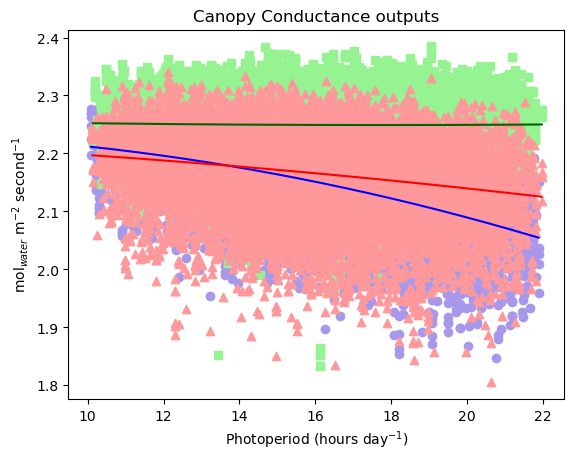 Canopy Conductance outputs
2.4
2.3
2.2
2.1
2.0
1.9
1.8
mol_water m⁻² second⁻¹
10 12 14 16 18 20 22
Photoperiod (hours day⁻¹)